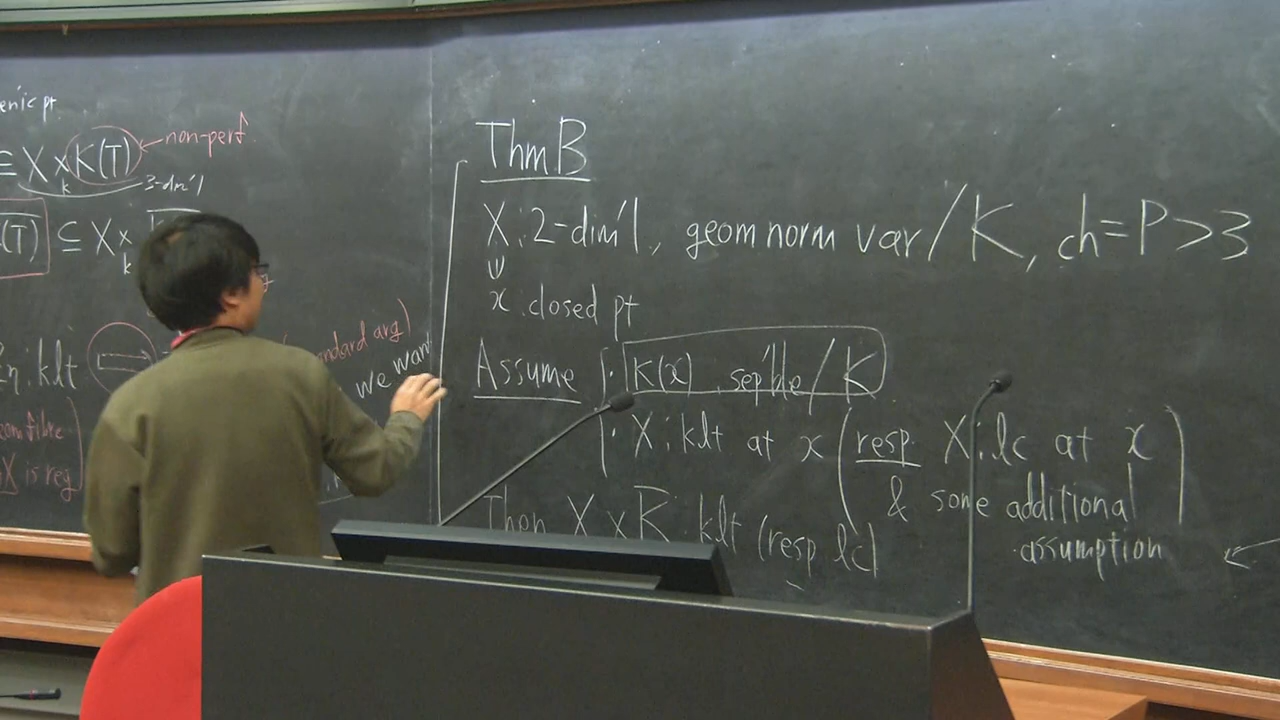 enic pt.
⊆ X ×k K(T) ← non-perf.
3-dim'l
(T) ⊆ X ×k
klt
(standard arg)
we want
om fibre
X is reg
Thm B
X : 2-dim'l, geom norm var / K, ch = P > 3
Ψ
x : closed pt
Assume · K(x) sep'ble / K
· X : klt at x (resp X : lc at x
& some additional
assumption)
Then X × K : klt (resp lc)